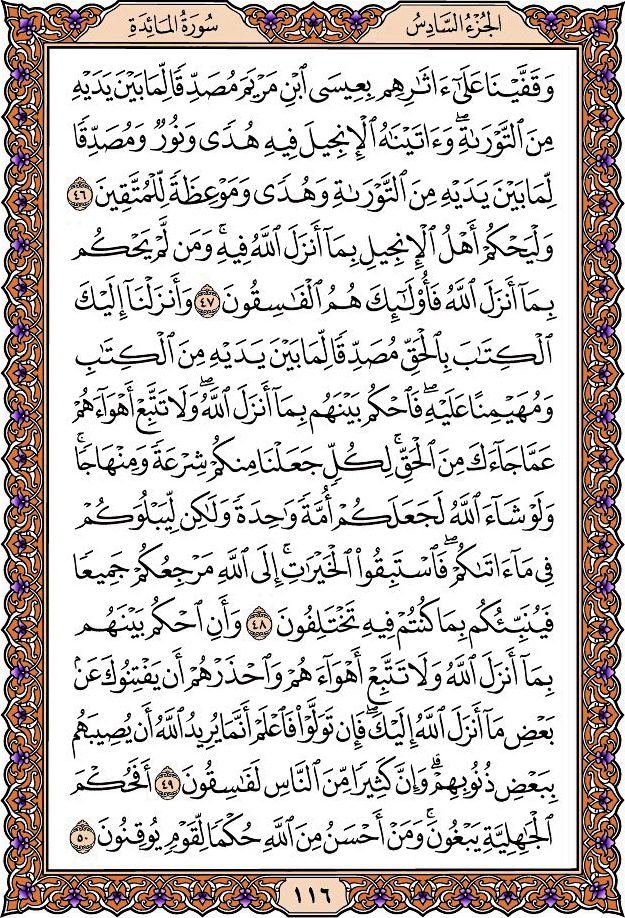 الجُزْءُ السَّادِسُ
سُورَةُ المَائِدَةِ
وَقَفَّيْنَا عَلَىٰٓ ءَاثَٰرِهِم بِعِيسَى ٱبْنِ مَرْيَمَ مُصَدِّقًا لِّمَا بَيْنَ يَدَيْهِ
مِنَ ٱلتَّوْرَىٰةِ ۖ وَءَاتَيْنَٰهُ ٱلْإِنجِيلَ فِيهِ هُدًى وَنُورٌ وَمُصَدِّقًا
لِّمَا بَيْنَ يَدَيْهِ مِنَ ٱلتَّوْرَىٰةِ وَهُدًى وَمَوْعِظَةً لِّلْمُتَّقِينَ ٤٦
وَلْيَحْكُمْ أَهْلُ ٱلْإِنجِيلِ بِمَآ أَنزَلَ ٱللَّهُ فِيهِ ۚ وَمَن لَّمْ يَحْكُم
بِمَآ أَنزَلَ ٱللَّهُ فَأُو۟لَٰٓئِكَ هُمُ ٱلْفَٰسِقُونَ ٤٧ وَأَنزَلْنَآ إِلَيْكَ
ٱلْكِتَٰبَ بِٱلْحَقِّ مُصَدِّقًا لِّمَا بَيْنَ يَدَيْهِ مِنَ ٱلْكِتَٰبِ
وَمُهَيْمِنًا عَلَيْهِ ۖ فَٱحْكُم بَيْنَهُم بِمَآ أَنزَلَ ٱللَّهُ ۖ وَلَا تَتَّبِعْ أَهْوَآءَهُمْ
عَمَّا جَآءَكَ مِنَ ٱلْحَقِّ ۚ لِكُلٍّ جَعَلْنَا مِنكُمْ شِرْعَةً وَمِنْهَاجًا ۚ
وَلَوْ شَآءَ ٱللَّهُ لَجَعَلَكُمْ أُمَّةً وَٰحِدَةً وَلَٰكِن لِّيَبْلُوَكُمْ
فِى مَآ ءَاتَىٰكُمْ ۖ فَٱسْتَبِقُوا۟ ٱلْخَيْرَٰتِ ۚ إِلَى ٱللَّهِ مَرْجِعُكُمْ جَمِيعًا
فَيُنَبِّئُكُم بِمَا كُنتُمْ فِيهِ تَخْتَلِفُونَ ٤٨ وَأَنِ ٱحْكُم بَيْنَهُم
بِمَآ أَنزَلَ ٱللَّهُ وَلَا تَتَّبِعْ أَهْوَآءَهُمْ وَٱحْذَرْهُمْ أَن يَفْتِنُوكَ عَنۢ
بَعْضِ مَآ أَنزَلَ ٱللَّهُ إِلَيْكَ ۖ فَإِن تَوَلَّوْا۟ فَٱعْلَمْ أَنَّمَا يُرِيدُ ٱللَّهُ أَن يُصِيبَهُم
بِبَعْضِ ذُنُوبِهِمْ ۗ وَإِنَّ كَثِيرًا مِّنَ ٱلنَّاسِ لَفَٰسِقُونَ ٤٩ أَفَحُكْمَ
ٱلْجَٰهِلِيَّةِ يَبْغُونَ ۚ وَمَنْ أَحْسَنُ مِنَ ٱللَّهِ حُكْمًا لِّقَوْمٍ يُوقِنُونَ ٥٠
١١٦